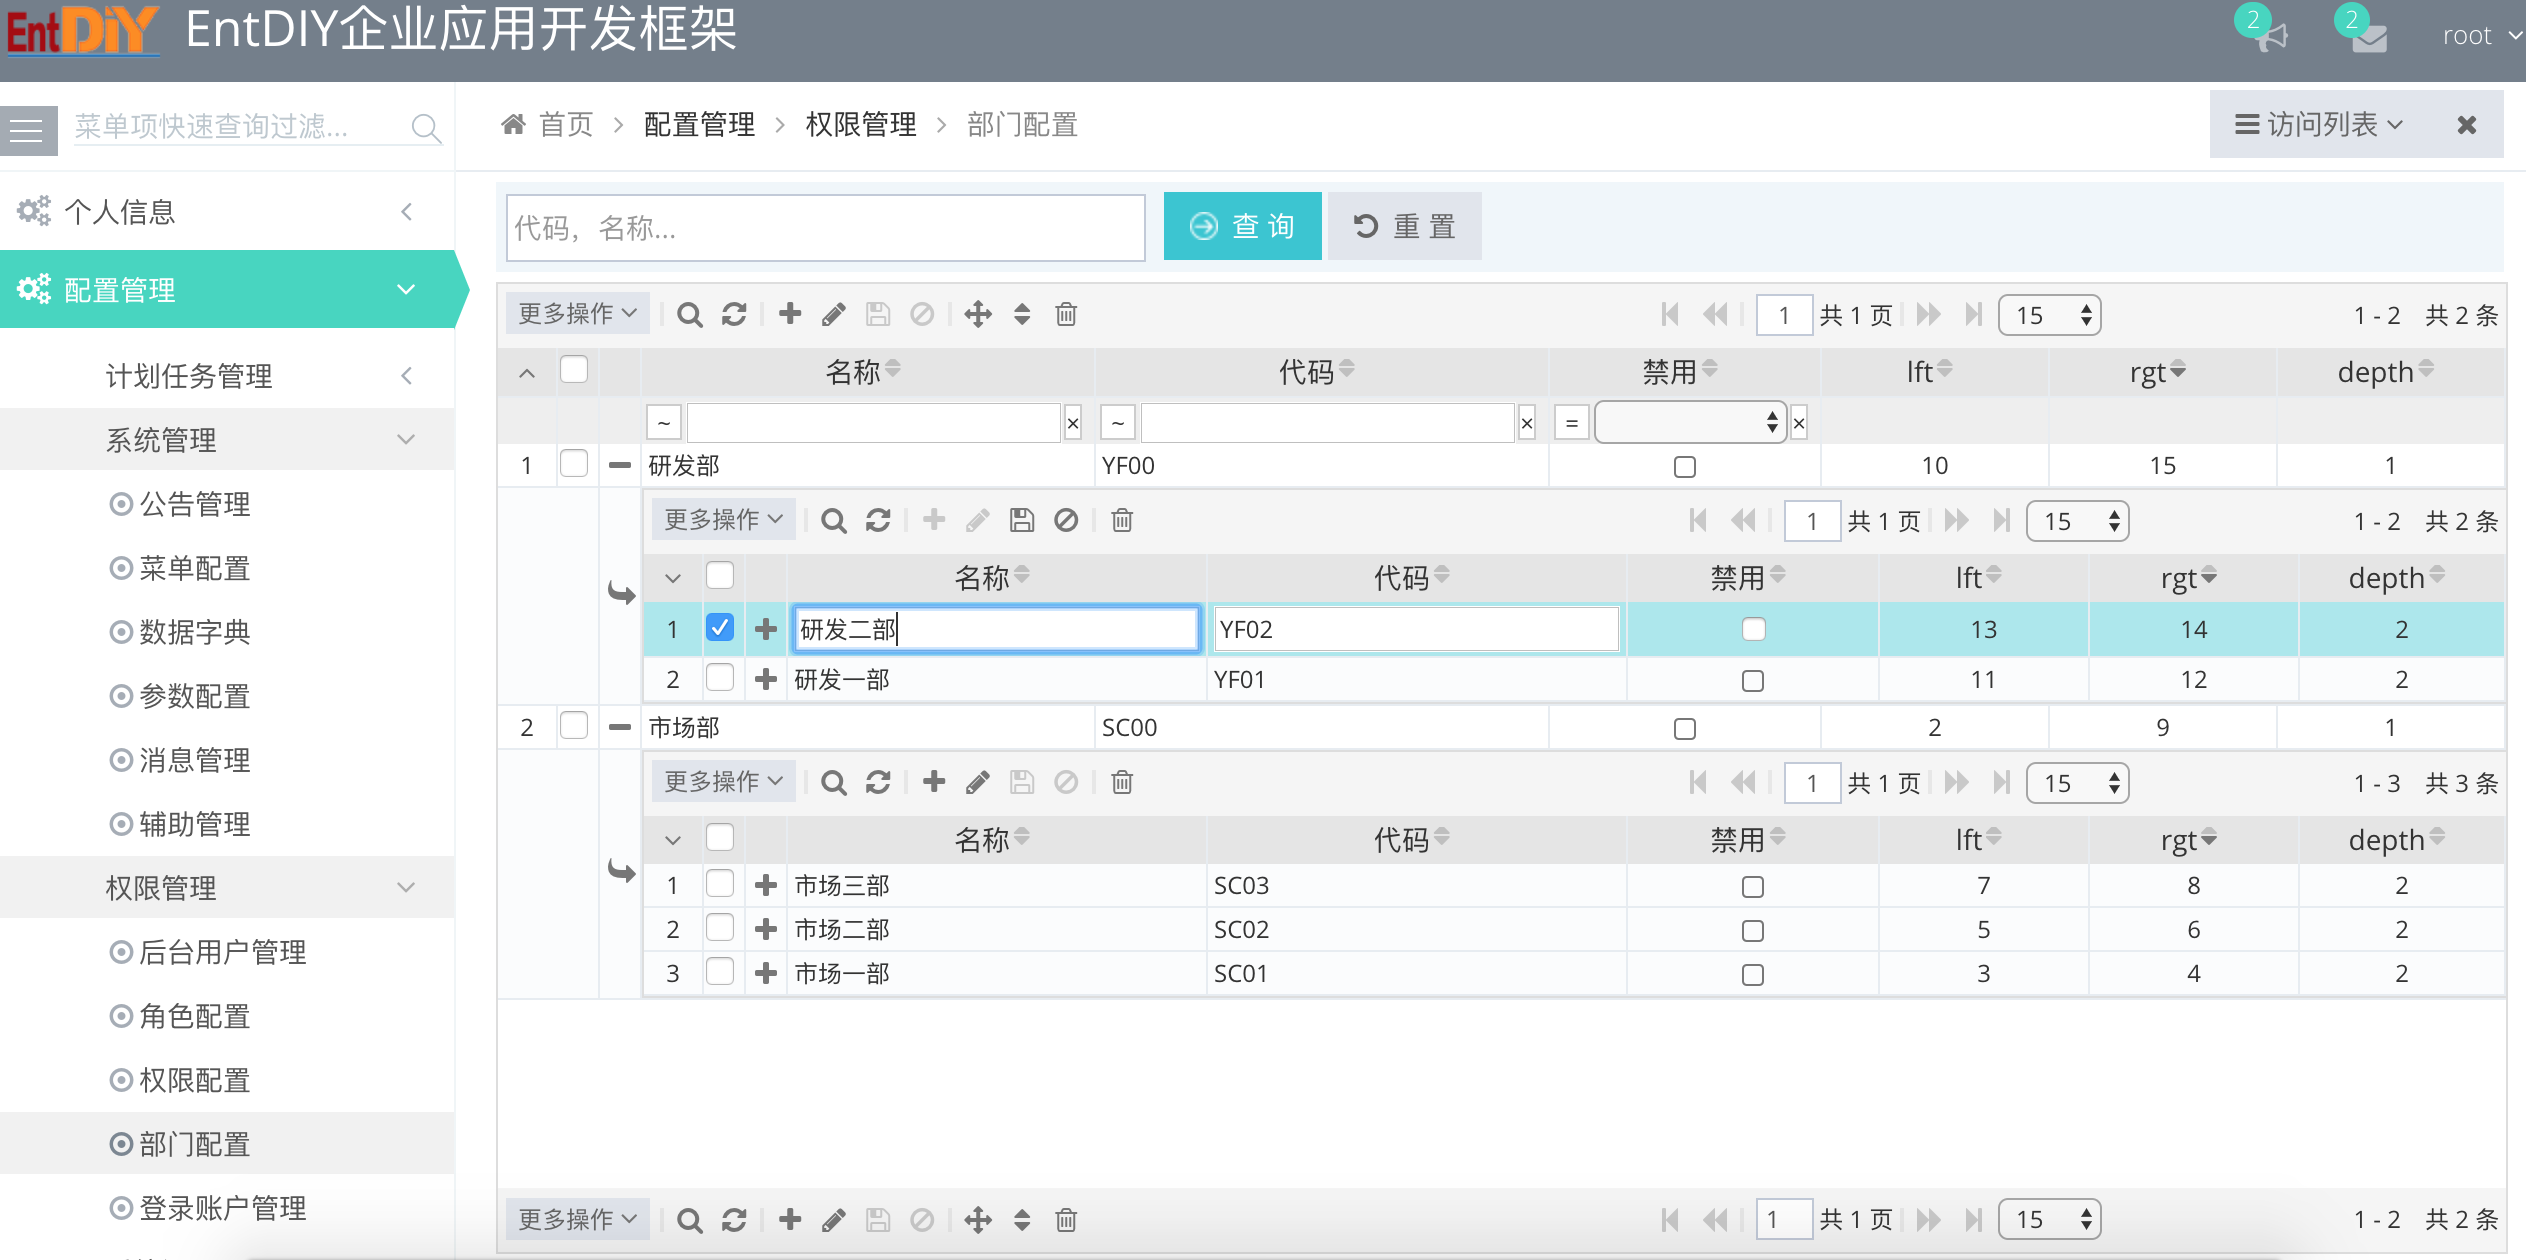 EntDIY EntDIY企业应用开发框架 2 2 root
菜单项快速查询过滤...
首页 > 配置管理 > 权限管理 > 部门配置 访问列表
个人信息
配置管理
计划任务管理
系统管理
公告管理
菜单配置
数据字典
参数配置
消息管理
辅助管理
权限管理
后台用户管理
角色配置
权限配置
部门配置
登录账户管理
代码，名称... 查 询 重 置
更多操作 1 共 1 页 15 1 - 2 共 2 条
名称 代码 禁用 lft rgt depth
~ × ~ × = ×
1 研发部 YF00 10 15 1
更多操作 1 共 1 页 15 1 - 2 共 2 条
名称 代码 禁用 lft rgt depth
1 研发二部 YF02 13 14 2
2 研发一部 YF01 11 12 2
2 市场部 SC00 2 9 1
更多操作 1 共 1 页 15 1 - 3 共 3 条
名称 代码 禁用 lft rgt depth
1 市场三部 SC03 7 8 2
2 市场二部 SC02 5 6 2
3 市场一部 SC01 3 4 2
更多操作 1 共 1 页 15 1 - 2 共 2 条